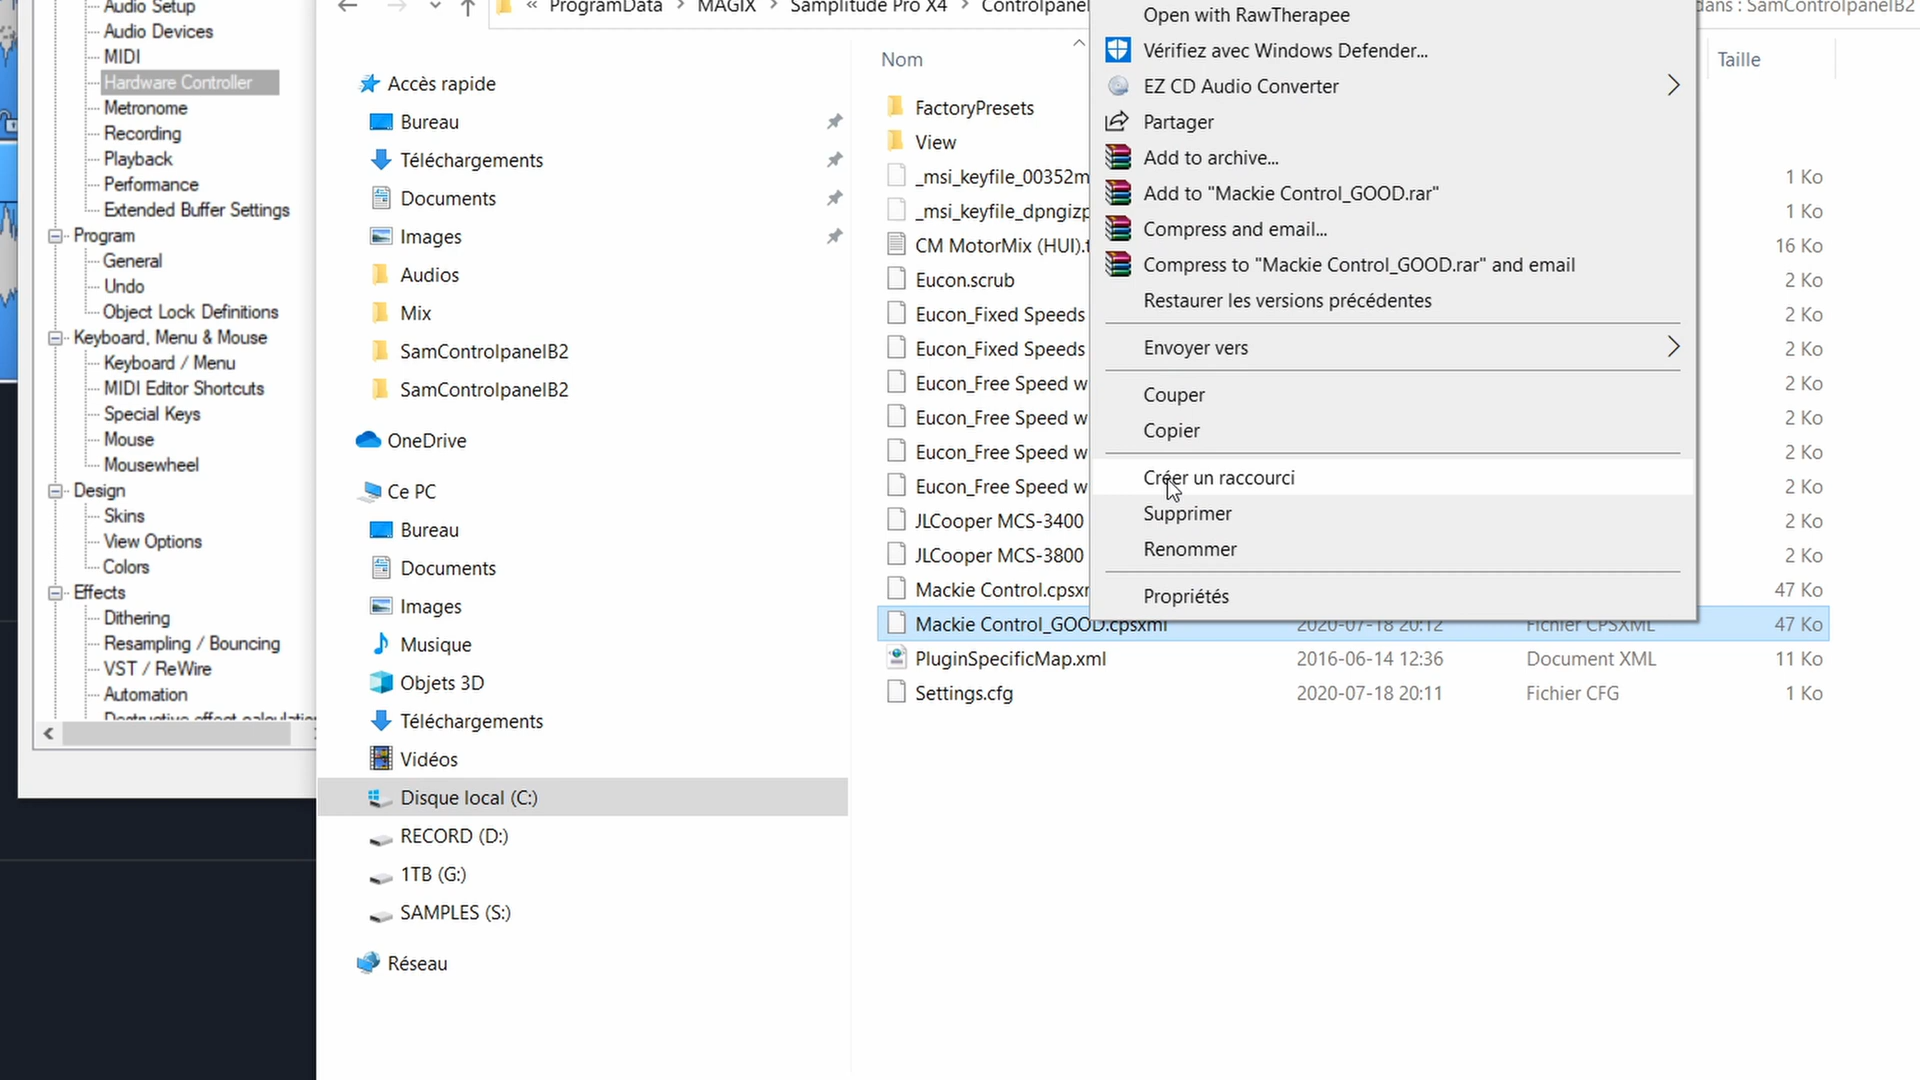 Audio Setup
Audio Devices
MIDI
Hardware Controller
Metronome
Recording
Playback
Performance
Extended Buffer Settings
Program
General
Undo
Object Lock Definitions
Keyboard, Menu & Mouse
Keyboard / Menu
MIDI Editor Shortcuts
Special Keys
Mouse
Mousewheel
Design
Skins
View Options
Colors
Effects
Dithering
Resampling / Bouncing
VST / ReWire
Automation
Destructive effect calculation
« ProgramData > MAGIX > Samplitude Pro X4 > Controlpanel
dans : SamControlpanelB2
Accès rapide
Bureau
Téléchargements
Documents
Images
Audios
Mix
SamControlpanelB2
SamControlpanelB2
OneDrive
Ce PC
Bureau
Documents
Images
Musique
Objets 3D
Téléchargements
Vidéos
Disque local (C:)
RECORD (D:)
1TB (G:)
SAMPLES (S:)
Réseau
Nom
Taille
FactoryPresets
View
_msi_keyfile_00352m 1 Ko
_msi_keyfile_dpngizp 1 Ko
CM MotorMix (HUI).t 16 Ko
Eucon.scrub 2 Ko
Eucon_Fixed Speeds 2 Ko
Eucon_Fixed Speeds 2 Ko
Eucon_Free Speed w 2 Ko
Eucon_Free Speed w 2 Ko
Eucon_Free Speed w 2 Ko
Eucon_Free Speed w 2 Ko
JLCooper MCS-3400 2 Ko
JLCooper MCS-3800 2 Ko
Mackie Control.cpsxm 47 Ko
Mackie Control_GOOD.cpsxml 2020-07-18 20:12 Fichier CPSXML 47 Ko
PluginSpecificMap.xml 2016-06-14 12:36 Document XML 11 Ko
Settings.cfg 2020-07-18 20:11 Fichier CFG 1 Ko
Open with RawTherapee
Vérifiez avec Windows Defender...
EZ CD Audio Converter
Partager
Add to archive...
Add to "Mackie Control_GOOD.rar"
Compress and email...
Compress to "Mackie Control_GOOD.rar" and email
Restaurer les versions précédentes
Envoyer vers
Couper
Copier
Créer un raccourci
Supprimer
Renommer
Propriétés